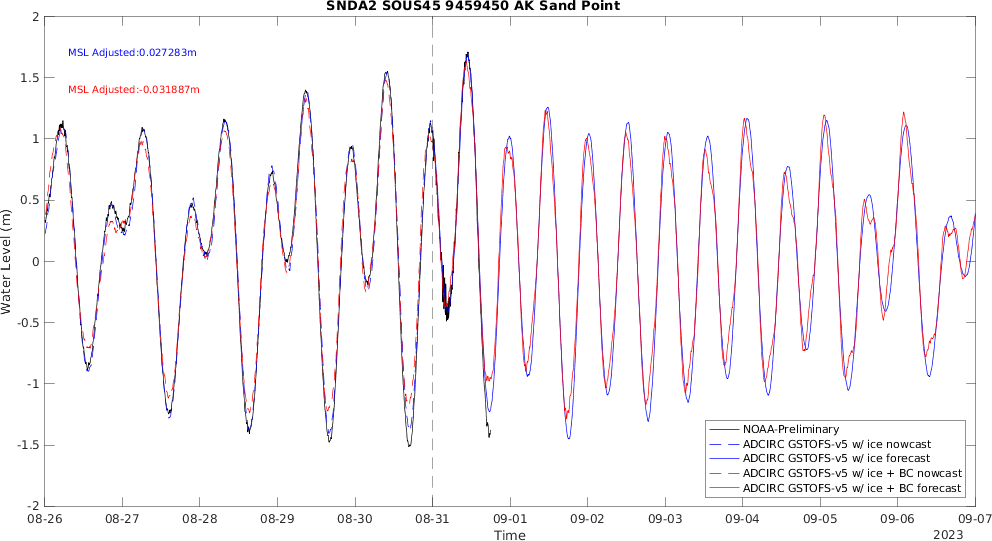 SNDA2 SOUS45 9459450 AK Sand Point
MSL Adjusted:0.027283m
MSL Adjusted:-0.031887m
Water Level (m)
2
1.5
1
0.5
0
-0.5
-1
-1.5
-2
NOAA-Preliminary
ADCIRC GSTOFS-v5 w/ ice nowcast
ADCIRC GSTOFS-v5 w/ ice forecast
ADCIRC GSTOFS-v5 w/ ice + BC nowcast
ADCIRC GSTOFS-v5 w/ ice + BC forecast
08-26 08-27 08-28 08-29 08-30 08-31 09-01 09-02 09-03 09-04 09-05 09-06 09-07
Time
2023